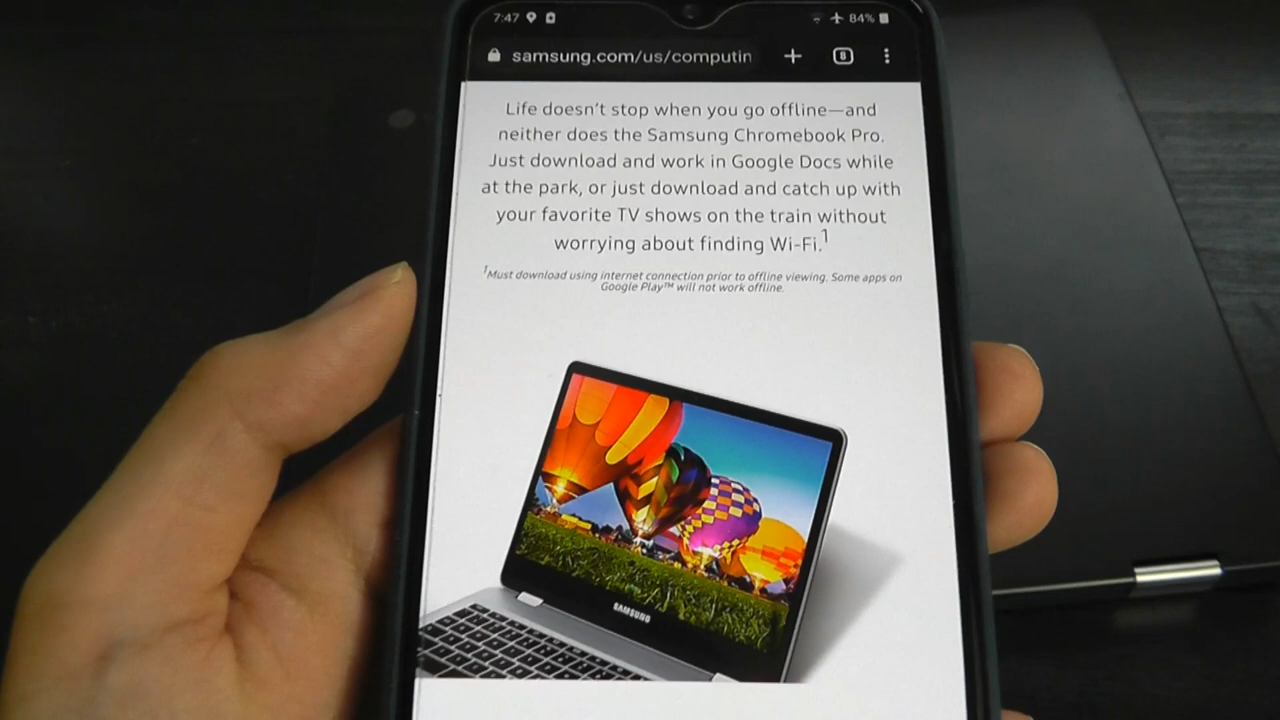 7:47 84%
samsung.com/us/computin 8
Life doesn't stop when you go offline—and
neither does the Samsung Chromebook Pro.
Just download and work in Google Docs while
at the park, or just download and catch up with
your favorite TV shows on the train without
worrying about finding Wi-Fi.1
1Must download using internet connection prior to offline viewing. Some apps on
Google Play™ will not work offline.
SAMSUNG